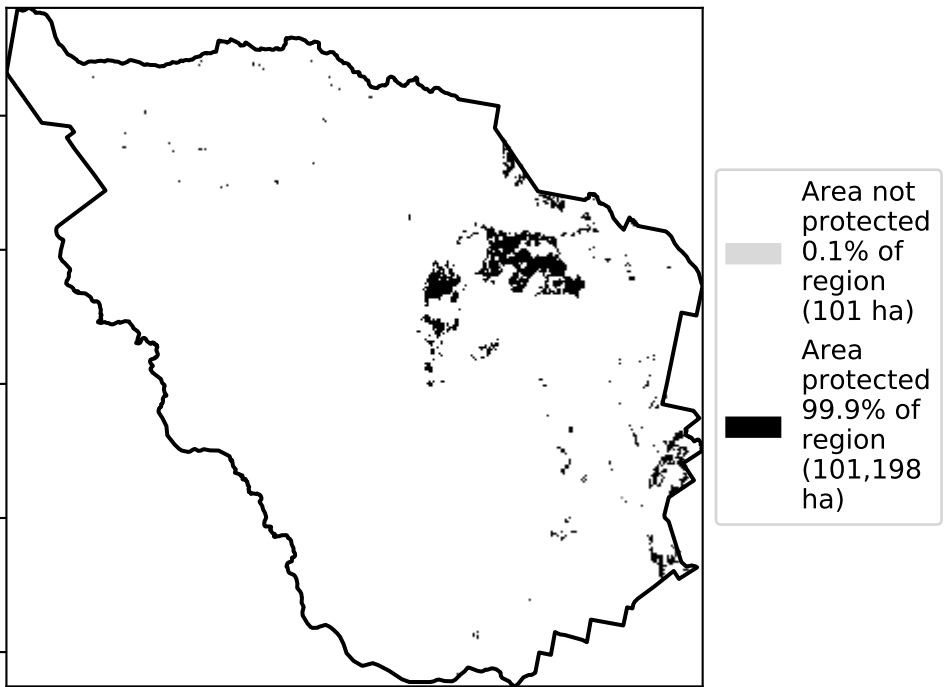 Area not
protected
0.1% of
region
(101 ha)
Area
protected
99.9% of
region
(101,198
ha)